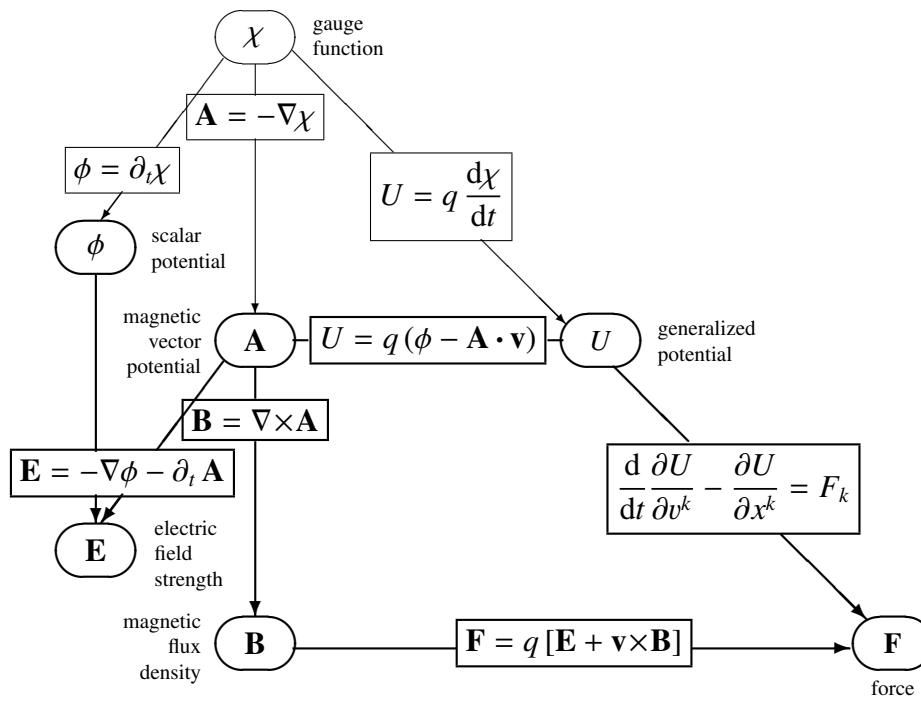 χ
gauge
function
A = −∇χ
ϕ = ∂ₜχ
U = q dχ/dt
ϕ
scalar
potential
magnetic
vector
potential
A
U = q (ϕ − A · v)
U
generalized
potential
B = ∇×A
E = −∇ϕ − ∂ₜ A
d/dt ∂U/∂vᵏ − ∂U/∂xᵏ = Fₖ
E
electric
field
strength
magnetic
flux
density
B
F = q [E + v×B]
F
force